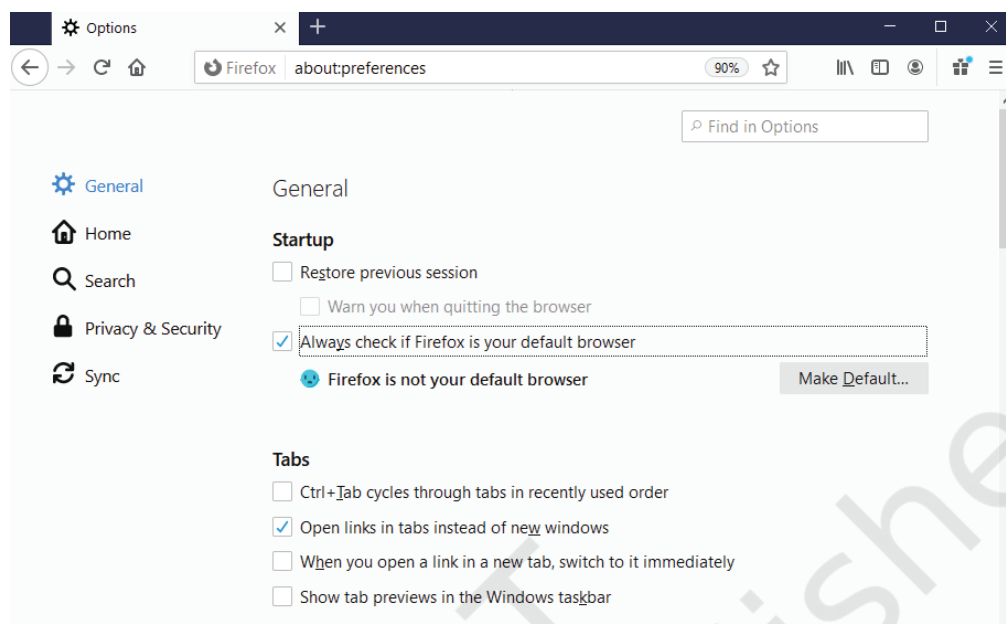 Options
Firefox about:preferences 90%
Find in Options
General
Home
Search
Privacy & Security
Sync
General
Startup
Restore previous session
Warn you when quitting the browser
Always check if Firefox is your default browser
Firefox is not your default browser
Make Default...
Tabs
Ctrl+Tab cycles through tabs in recently used order
Open links in tabs instead of new windows
When you open a link in a new tab, switch to it immediately
Show tab previews in the Windows taskbar